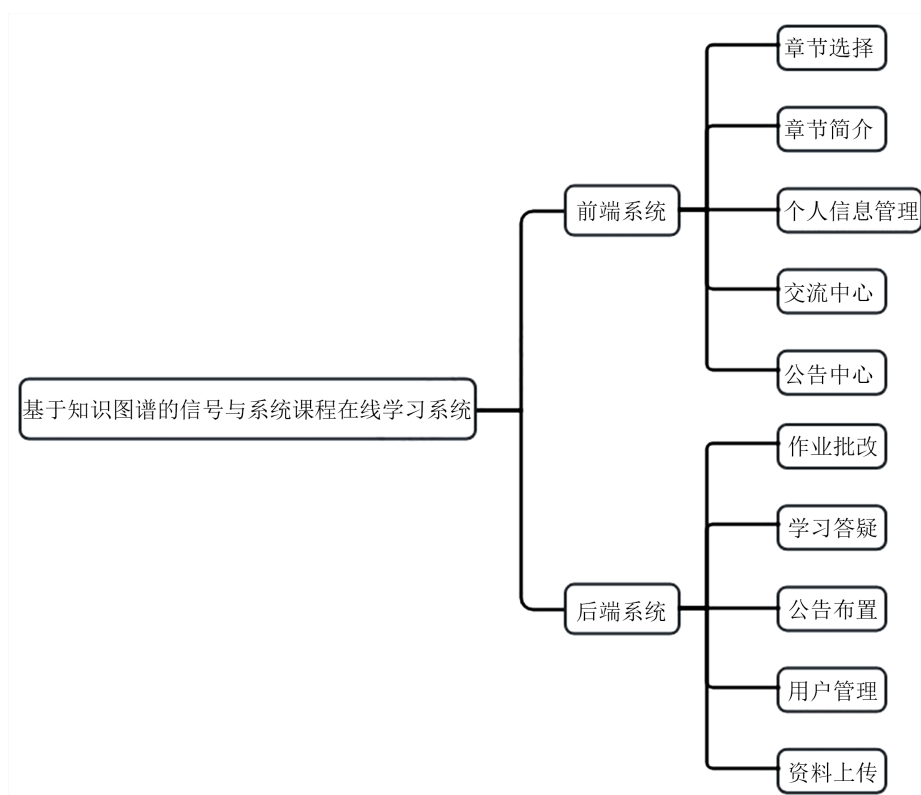 基于知识图谱的信号与系统课程在线学习系统
前端系统
章节选择
章节简介
个人信息管理
交流中心
公告中心
后端系统
作业批改
学习答疑
公告布置
用户管理
资料上传